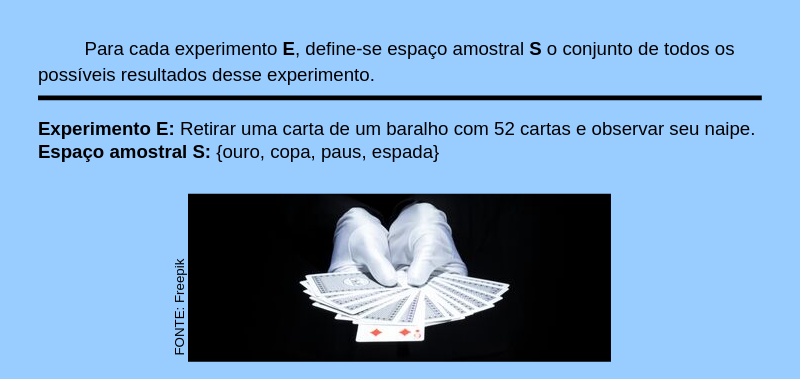 Para cada experimento E, define-se espaço amostral S o conjunto de todos os
possíveis resultados desse experimento.
Experimento E: Retirar uma carta de um baralho com 52 cartas e observar seu naipe.
Espaço amostral S: {ouro, copa, paus, espada}
FONTE: Freepik